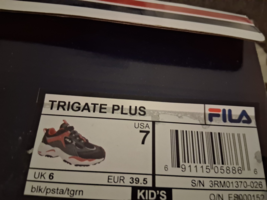 TRIGATE PLUS
FILA
USA
7
UK 6
EUR 39.5
6 91115 05886
S/N 3RM01370-026
blk/psta/tgrn
KID'S